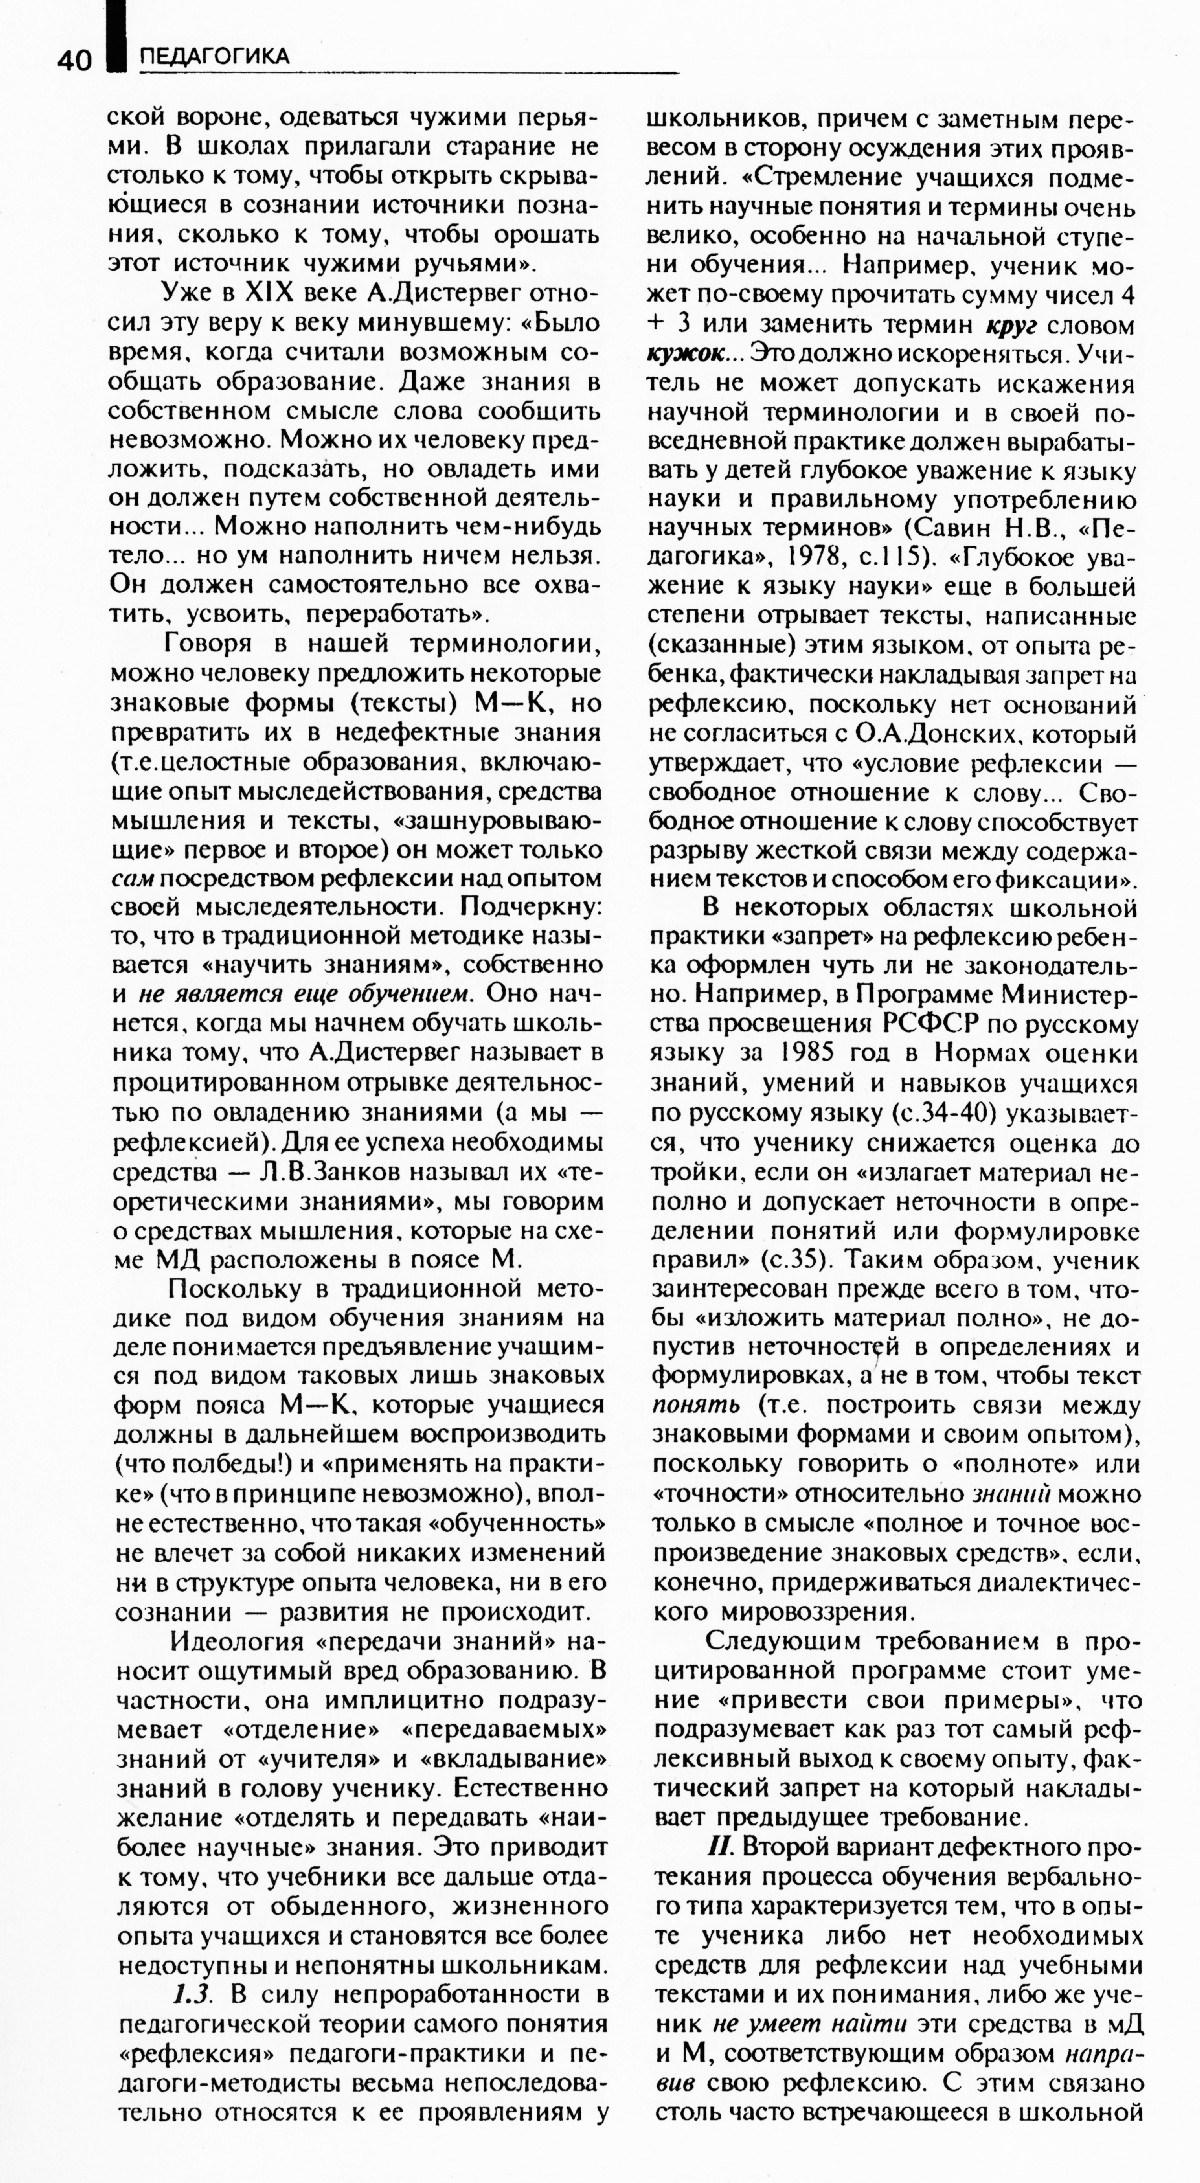 40
ПЕДАГОГИКА
ской вороне, одеваться чужими перья-
ми. В школах прилагали старание не
столько к тому, чтобы открыть скрыва-
ющиеся в сознании источники позна-
ния, сколько к тому, чтобы орошать
этот источник чужими ручьями».
Уже в XIX веке А.Дистервег отно-
сил эту веру к веку минувшему: «Было
время, когда считали возможным со-
общать образование. Даже знания в
собственном смысле слова сообщить
невозможно. Можно их человеку пред-
ложить, подсказать, но овладеть ими
он должен путем собственной деятель-
ности... Можно наполнить чем-нибудь
тело... но ум наполнить ничем нельзя.
Он должен самостоятельно все охва-
тить, усвоить, переработать».
Говоря в нашей терминологии,
можно человеку предложить некоторые
знаковые формы (тексты) М—К, но
превратить их в недефектные знания
(т.е.целостные образования, включаю-
щие опыт мыследействования, средства
мышления и тексты, «зашнуровываю-
щие» первое и второе) он может только
сам посредством рефлексии над опытом
своей мыследеятельности. Подчеркну:
то, что в традиционной методике назы-
вается «научить знаниям», собственно
и не является еще обучением. Оно нач-
нется, когда мы начнем обучать школь-
ника тому, что А.Дистервег называет в
процитированном отрывке деятельнос-
тью по овладению знаниями (а мы —
рефлексией). Для ее успеха необходимы
средства — Л.В.Занков называл их «те-
оретическими знаниями», мы говорим
о средствах мышления, которые на схе-
ме МД расположены в поясе М.
Поскольку в традиционной мето-
дике под видом обучения знаниям на
деле понимается предъявление учащим-
ся под видом таковых лишь знаковых
форм пояса М—К, которые учащиеся
должны в дальнейшем воспроизводить
(что полбеды!) и «применять на практи-
ке» (что в принципе невозможно), впол-
не естественно, что такая «обученность»
не влечет за собой никаких изменений
ни в структуре опыта человека, ни в его
сознании — развития не происходит.
Идеология «передачи знаний» на-
носит ощутимый вред образованию. В
частности, она имплицитно подразу-
мевает «отделение» «передаваемых»
знаний от «учителя» и «вкладывание»
знаний в голову ученику. Естественно
желание «отделять и передавать «наи-
более научные» знания. Это приводит
к тому, что учебники все дальше отда-
ляются от обыденного, жизненного
опыта учащихся и становятся все более
недоступны и непонятны школьникам.
1.3. В силу непроработанности в
педагогической теории самого понятия
«рефлексия» педагоги-практики и пе-
дагоги-методисты весьма непоследова-
тельно относятся к ее проявлениям у
школьников, причем с заметным пере-
весом в сторону осуждения этих прояв-
лений. «Стремление учащихся подме-
нить научные понятия и термины очень
велико, особенно на начальной ступе-
ни обучения... Например, ученик мо-
жет по-своему прочитать сумму чисел 4
+ 3 или заменить термин круг словом
кужок... Это должно искореняться. Учи-
тель не может допускать искажения
научной терминологии и в своей по-
вседневной практике должен вырабаты-
вать у детей глубокое уважение к языку
науки и правильному употреблению
научных терминов» (Савин Н.В., «Пе-
дагогика», 1978, с.115). «Глубокое ува-
жение к языку науки» еще в большей
степени отрывает тексты, написанные
(сказанные) этим языком, от опыта ре-
бенка, фактически накладывая запрет на
рефлексию, поскольку нет оснований
не согласиться с О.А.Донских, который
утверждает, что «условие рефлексии —
свободное отношение к слову... Сво-
бодное отношение к слову способствует
разрыву жесткой связи между содержа-
нием текстов и способом его фиксации».
В некоторых областях школьной
практики «запрет» на рефлексию ребен-
ка оформлен чуть ли не законодатель-
но. Например, в Программе Министер-
ства просвещения РСФСР по русскому
языку за 1985 год в Нормах оценки
знаний, умений и навыков учащихся
по русскому языку (с.34-40) указывает-
ся, что ученику снижается оценка до
тройки, если он «излагает материал не-
полно и допускает неточности в опре-
делении понятий или формулировке
правил» (с.35). Таким образом, ученик
заинтересован прежде всего в том, что-
бы «изложить материал полно», не до-
пустив неточностей в определениях и
формулировках, а не в том, чтобы текст
понять (т.е. построить связи между
знаковыми формами и своим опытом),
поскольку говорить о «полноте» или
«точности» относительно знаний можно
только в смысле «полное и точное вос-
произведение знаковых средств», если,
конечно, придерживаться диалектичес-
кого мировоззрения.
Следующим требованием в про-
цитированной программе стоит уме-
ние «привести свои примеры», что
подразумевает как раз тот самый реф-
лексивный выход к своему опыту, фак-
тический запрет на который наклады-
вает предыдущее требование.
II. Второй вариант дефектного про-
текания процесса обучения вербально-
го типа характеризуется тем, что в опы-
те ученика либо нет необходимых
средств для рефлексии над учебными
текстами и их понимания, либо же уче-
ник не умеет найти эти средства в мД
и М, соответствующим образом напра-
вив свою рефлексию. С этим связано
столь часто встречающееся в школьной